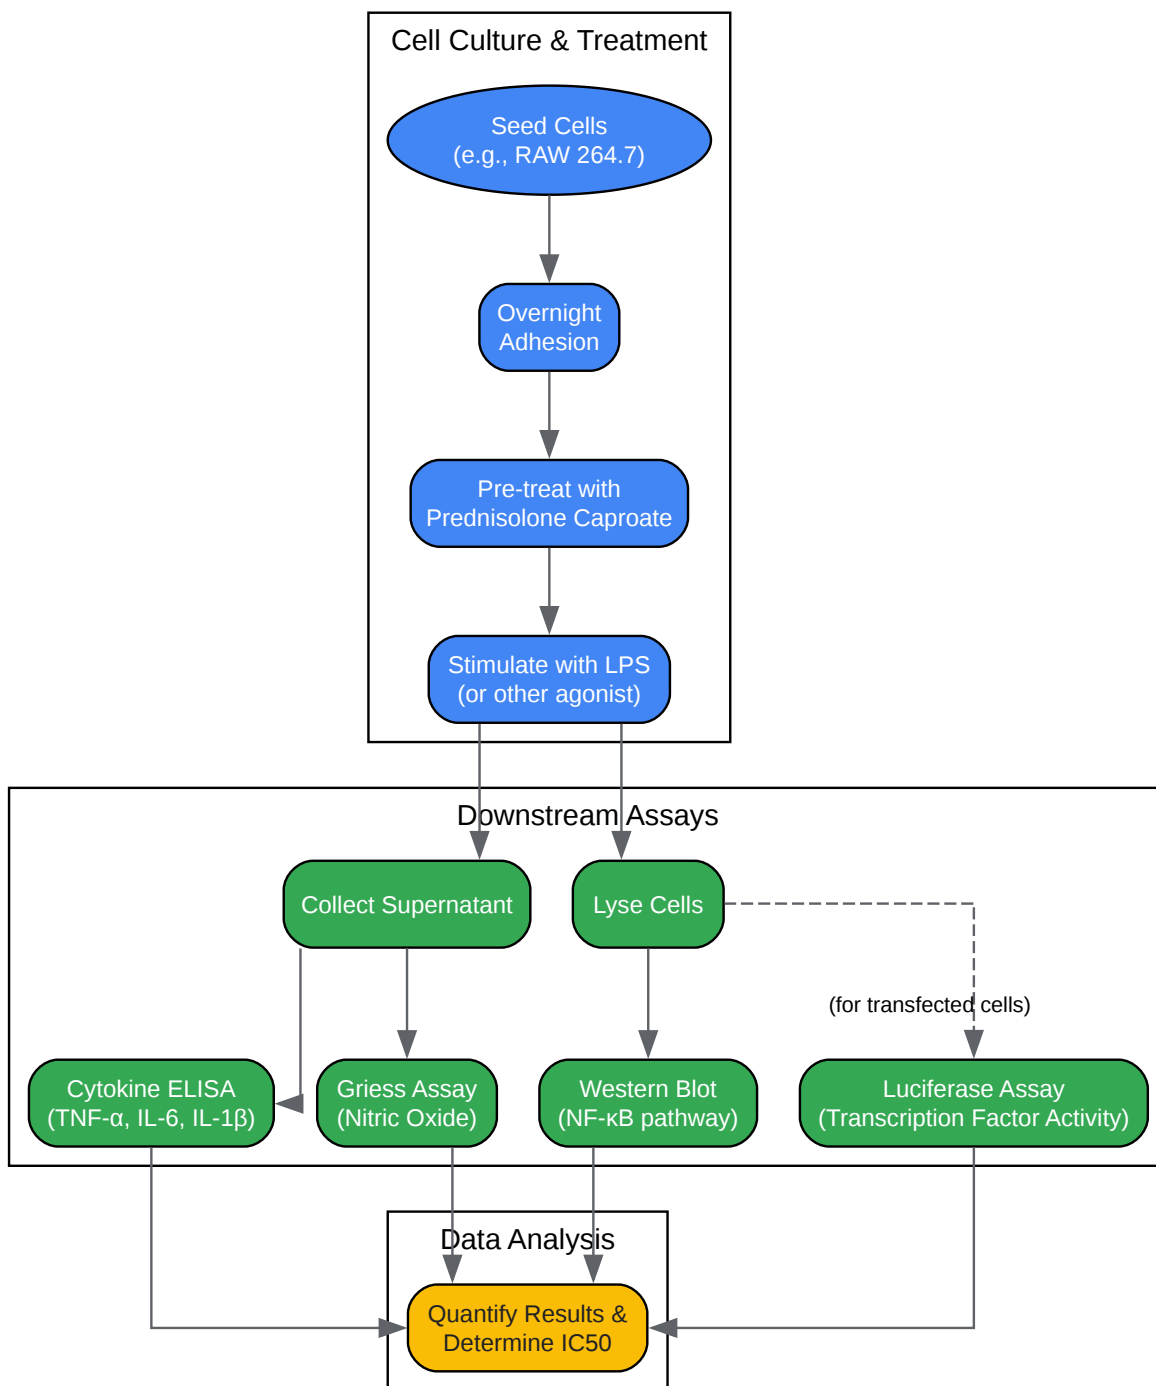 Cell Culture & Treatment
Seed Cells
(e.g., RAW 264.7)
Overnight
Adhesion
Pre-treat with
Prednisolone Caproate
Stimulate with LPS
(or other agonist)
Downstream Assays
Collect Supernatant
Lyse Cells
(for transfected cells)
Cytokine ELISA
(TNF-α, IL-6, IL-1β)
Griess Assay
(Nitric Oxide)
Western Blot
(NF-κB pathway)
Luciferase Assay
(Transcription Factor Activity)
Data Analysis
Quantify Results &
Determine IC50